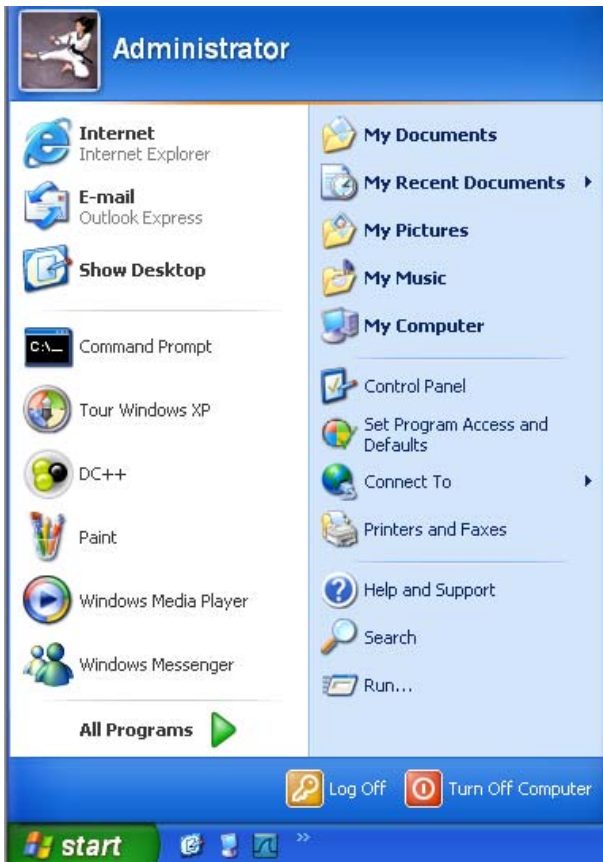 Administrator
Internet
Internet Explorer
E-mail
Outlook Express
Show Desktop
C:\_
Command Prompt
Tour Windows XP
DC++
Paint
Windows Media Player
Windows Messenger
All Programs
My Documents
My Recent Documents
My Pictures
My Music
My Computer
Control Panel
Set Program Access and
Defaults
Connect To
Printers and Faxes
Help and Support
Search
Run...
Log Off
Turn Off Computer
start